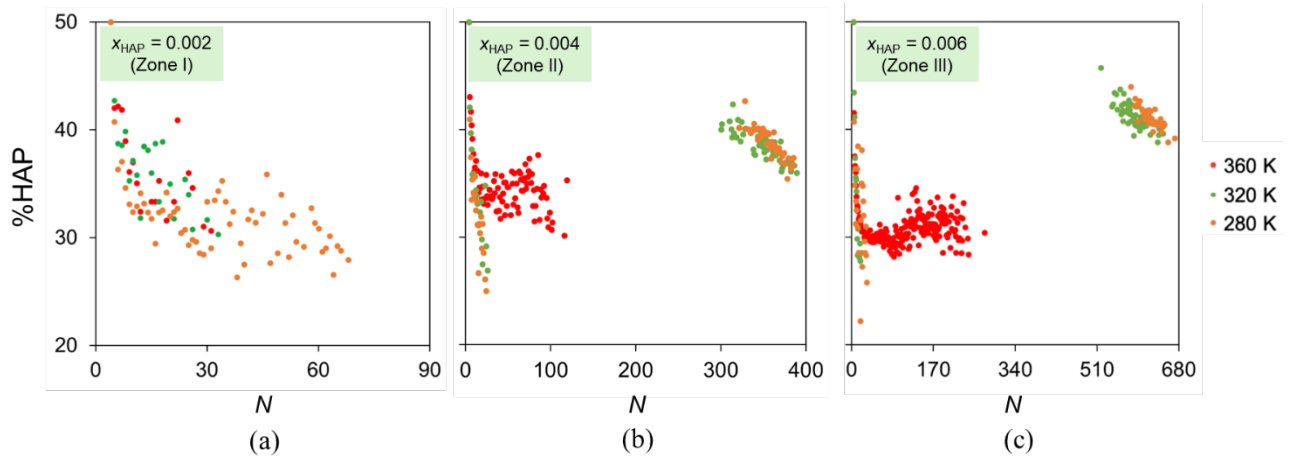 50
40
30
20
%HAP
xHAP = 0.002
(Zone I)
0
30
60
90
N
(a)
xHAP = 0.004
(Zone II)
0
100
200
300
400
N
(b)
xHAP = 0.006
(Zone III)
0
170
340
510
680
N
(c)
360 K
320 K
280 K